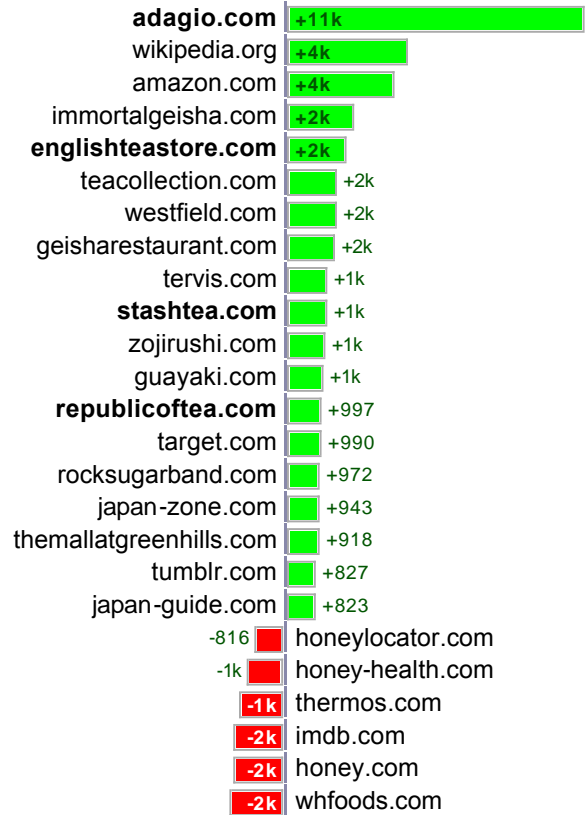 adagio.com +11k
wikipedia.org +4k
amazon.com +4k
immortalgeisha.com +2k
englishteastore.com +2k
teacollection.com +2k
westfield.com +2k
geisharestaurant.com +2k
tervis.com +1k
stashtea.com +1k
zojirushi.com +1k
guayaki.com +1k
republicoftea.com +997
target.com +990
rocksugarband.com +972
japan-zone.com +943
themallatgreenhills.com +918
tumblr.com +827
japan-guide.com +823
-816 honeylocator.com
-1k honey-health.com
-1k thermos.com
-2k imdb.com
-2k honey.com
-2k whfoods.com